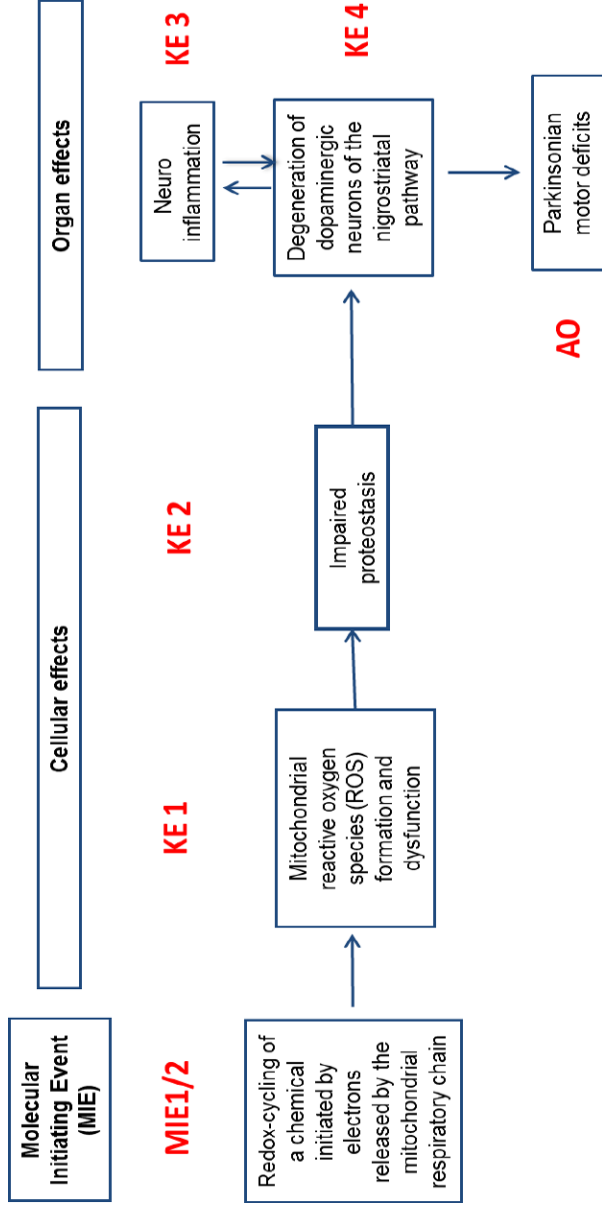 Molecular
Initiating Event
(MIE)
Cellular effects
Organ effects
MIE1/2
KE 1
KE 2
KE 3
Redox-cycling of
a chemical
initiated by
electrons
released by the
mitochondrial
respiratory chain
Mitochondrial
reactive oxygen
species (ROS)
formation and
dysfunction
Impaired
proteostasis
Neuro
inflammation
Degeneration of
dopaminergic
neurons of the
nigrostriatal
pathway
KE 4
AO
Parkinsonian
motor deficits